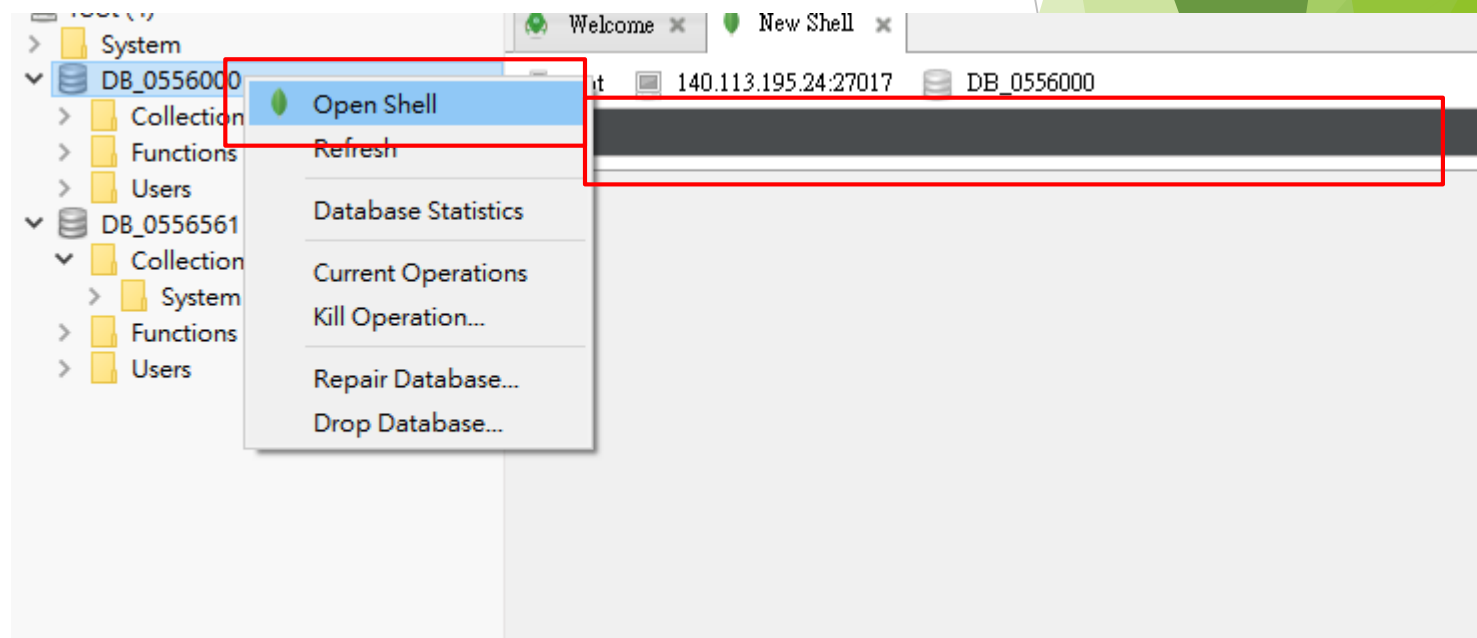 System
DB_0556000
Collection
Functions
Users
DB_0556561
Collection
System
Functions
Users
Open Shell
Refresh
Database Statistics
Current Operations
Kill Operation...
Repair Database...
Drop Database...
Welcome
New Shell
140.113.195.24:27017 DB_0556000